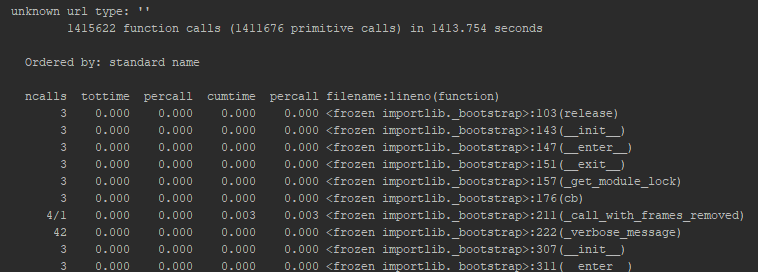 unknown url type: ''
1415622 function calls (1411676 primitive calls) in 1413.754 seconds
Ordered by: standard name
ncalls tottime percall cumtime percall filename:lineno(function)
3 0.000 0.000 0.000 0.000 <frozen importlib._bootstrap>:103(release)
3 0.000 0.000 0.000 0.000 <frozen importlib._bootstrap>:143(__init__)
3 0.000 0.000 0.000 0.000 <frozen importlib._bootstrap>:147(__enter__)
3 0.000 0.000 0.000 0.000 <frozen importlib._bootstrap>:151(__exit__)
3 0.000 0.000 0.000 0.000 <frozen importlib._bootstrap>:157(_get_module_lock)
3 0.000 0.000 0.000 0.000 <frozen importlib._bootstrap>:176(cb)
4/1 0.000 0.000 0.003 0.003 <frozen importlib._bootstrap>:211(_call_with_frames_removed)
42 0.000 0.000 0.000 0.000 <frozen importlib._bootstrap>:222(_verbose_message)
3 0.000 0.000 0.000 0.000 <frozen importlib._bootstrap>:307(__init__)
3 0.000 0.000 0.000 0.000 <frozen importlib._bootstrap>:311(__enter__)